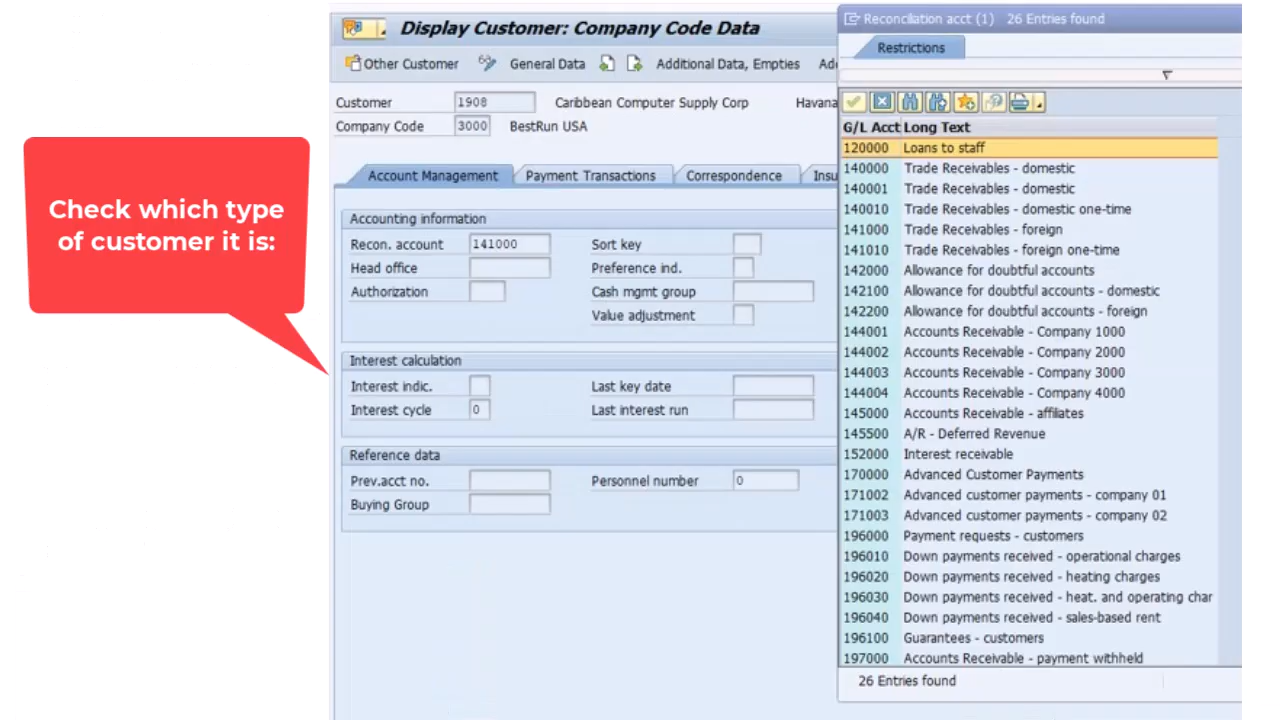 Check which type
of customer it is:
Display Customer: Company Code Data
Other Customer General Data Additional Data, Empties
Customer 1908 Caribbean Computer Supply Corp Havana
Company Code 3000 BestRun USA
Account Management Payment Transactions Correspondence Insu
Accounting information
Recon. account 141000 Sort key
Head office Preference ind.
Authorization Cash mgmt group
Value adjustment
Interest calculation
Interest indic. Last key date
Interest cycle 0 Last interest run
Reference data
Prev.acct no. Personnel number 0
Buying Group
Reconciliation acct (1) 26 Entries found
Restrictions
G/L Acct Long Text
120000 Loans to staff
140000 Trade Receivables - domestic
140001 Trade Receivables - domestic
140010 Trade Receivables - domestic one-time
141000 Trade Receivables - foreign
141010 Trade Receivables - foreign one-time
142000 Allowance for doubtful accounts
142100 Allowance for doubtful accounts - domestic
142200 Allowance for doubtful accounts - foreign
144001 Accounts Receivable - Company 1000
144002 Accounts Receivable - Company 2000
144003 Accounts Receivable - Company 3000
144004 Accounts Receivable - Company 4000
145000 Accounts Receivable - affiliates
145500 A/R - Deferred Revenue
152000 Interest receivable
170000 Advanced Customer Payments
171002 Advanced customer payments - company 01
171003 Advanced customer payments - company 02
196000 Payment requests - customers
196010 Down payments received - operational charges
196020 Down payments received - heating charges
196030 Down payments received - heat. and operating char
196040 Down payments received - sales-based rent
196100 Guarantees - customers
197000 Accounts Receivable - payment withheld
26 Entries found